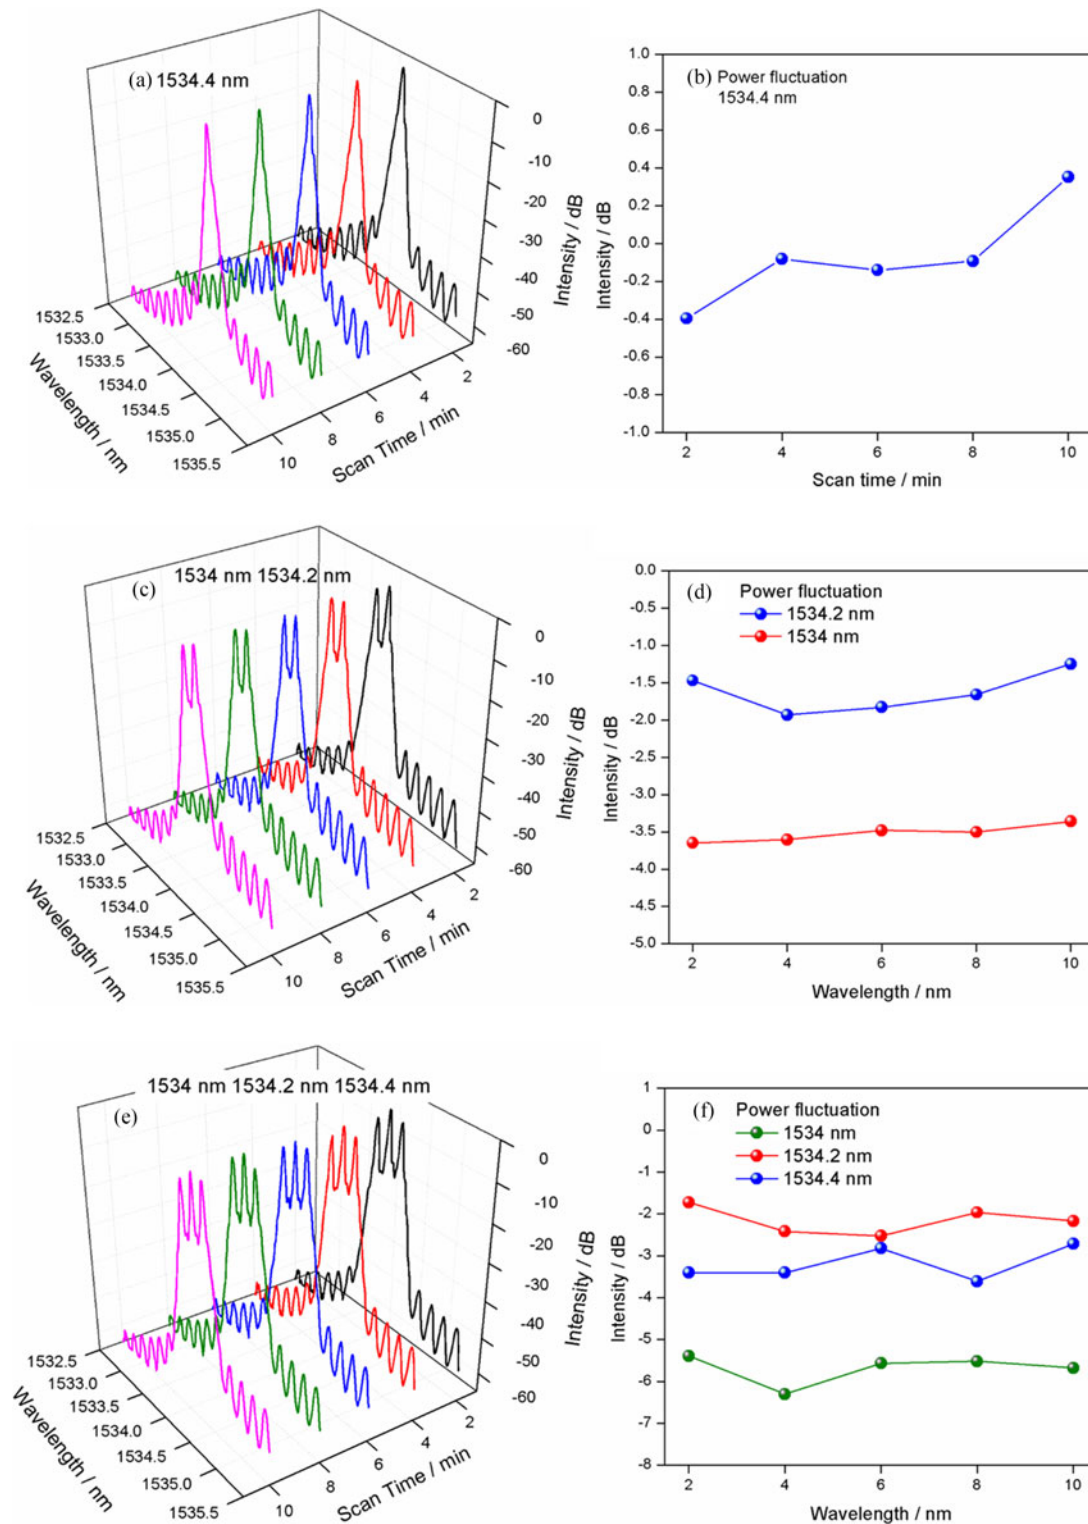 (a) 1534.4 nm
0
-10
-20
-30
-40
-50
-60
Intensity / dB
1532.5
1533.0
1533.5
1534.0
1534.5
1535.0
1535.5
Wavelength / nm
10
8
6
4
2
Scan Time / min
(b) Power fluctuation
1534.4 nm
1.0
0.8
0.6
0.4
0.2
0.0
-0.2
-0.4
-0.6
-0.8
-1.0
Intensity / dB
2 4 6 8 10
Scan time / min
(c) 1534 nm 1534.2 nm
0
-10
-20
-30
-40
-50
-60
Intensity / dB
1532.5
1533.0
1533.5
1534.0
1534.5
1535.0
1535.5
Wavelength / nm
10
8
6
4
2
Scan Time / min
(d) Power fluctuation
1534.2 nm
1534 nm
0.0
-0.5
-1.0
-1.5
-2.0
-2.5
-3.0
-3.5
-4.0
-4.5
-5.0
Intensity / dB
2 4 6 8 10
Wavelength / nm
1534 nm 1534.2 nm 1534.4 nm
(e)
0
-10
-20
-30
-40
-50
-60
Intensity / dB
1532.5
1533.0
1533.5
1534.0
1534.5
1535.0
1535.5
Wavelength / nm
10
8
6
4
2
Scan Time / min
(f) Power fluctuation
1534 nm
1534.2 nm
1534.4 nm
1
0
-1
-2
-3
-4
-5
-6
-7
-8
Intensity / dB
2 4 6 8 10
Wavelength / nm